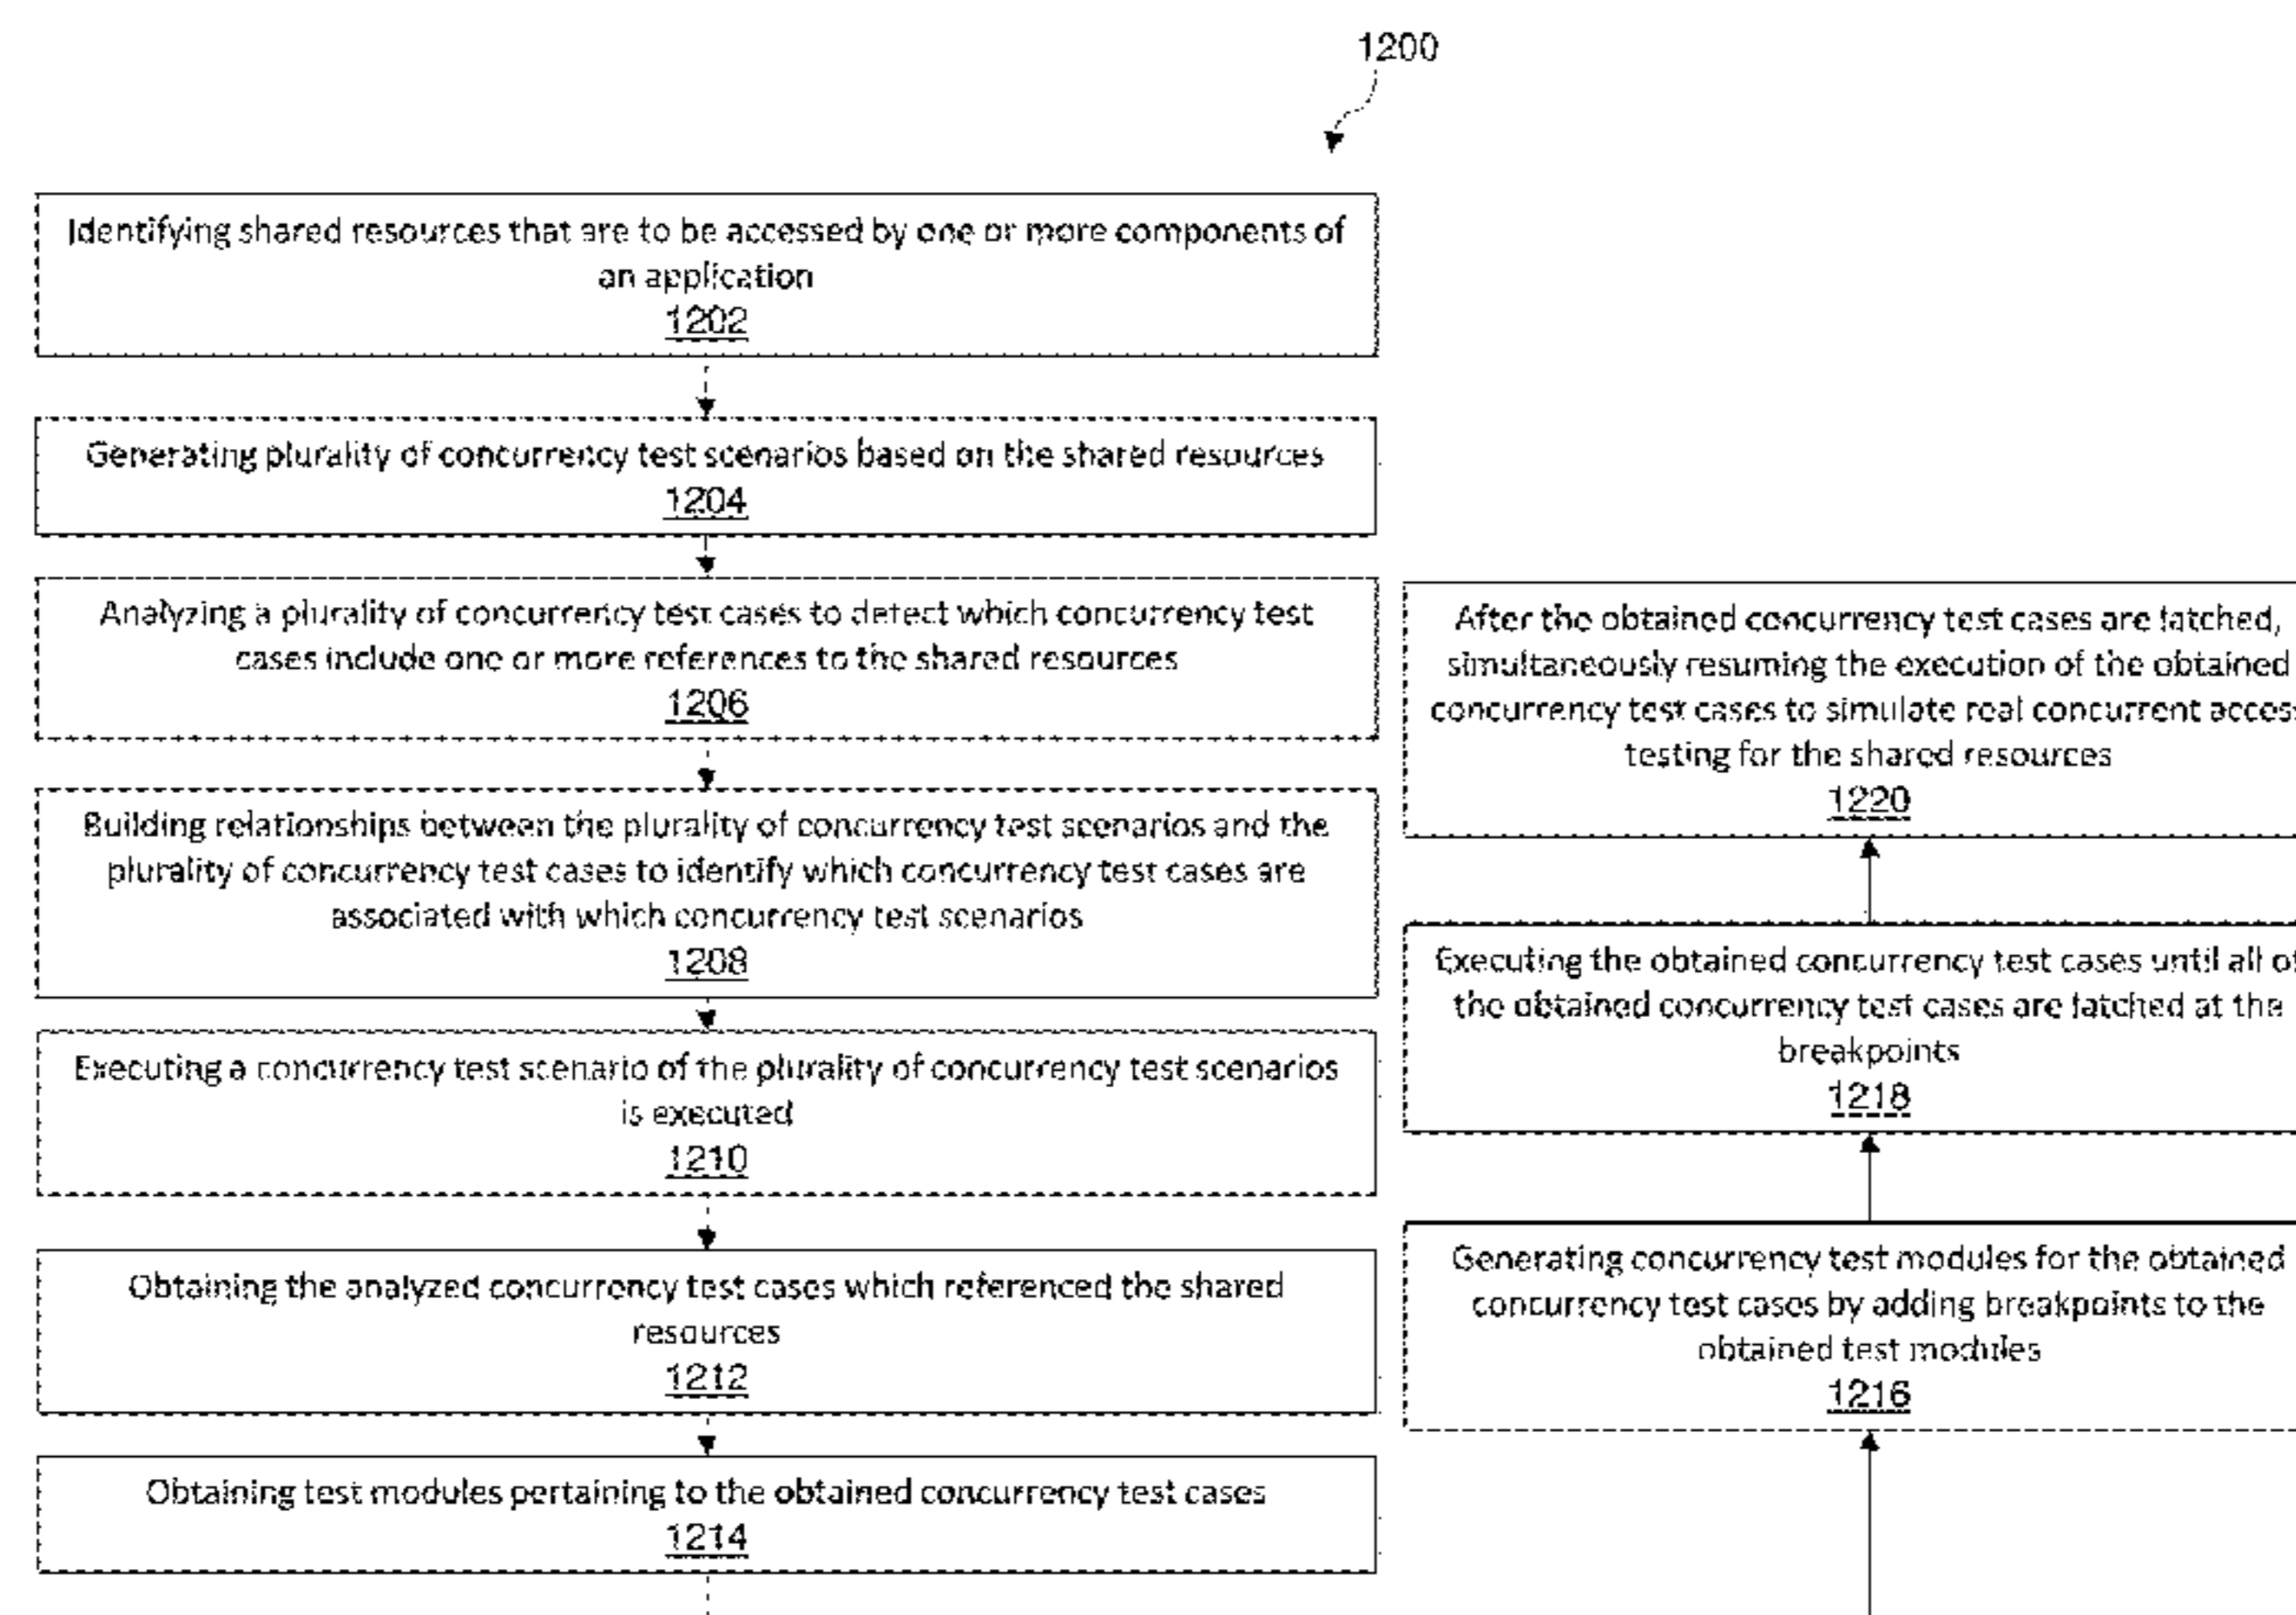 1200
Identifying shared resources that are to be accessed by one or more components of
an application
1202
Generating plurality of concurrency test scenarios based on the shared resources
1204
Analyzing a plurality of concurrency test cases to detect which concurrency test
cases include one or more references to the shared resources
1206
Building relationships between the plurality of concurrency test scenarios and the
plurality of concurrency test cases to identify which concurrency test cases are
associated with which concurrency test scenarios
1208
Executing a concurrency test scenario of the plurality of concurrency test scenarios
is executed
1210
Obtaining the analyzed concurrency test cases which referenced the shared
resources
1212
Obtaining test modules pertaining to the obtained concurrency test cases
1214
Generating concurrency test modules for the obtained
concurrency test cases by adding breakpoints to the
obtained test modules
1216
Executing the obtained concurrency test cases until all of
the obtained concurrency test cases are latched at the
breakpoints
1218
After the obtained concurrency test cases are latched,
simultaneously resuming the execution of the obtained
concurrency test cases to simulate real concurrent access
testing for the shared resources
1220